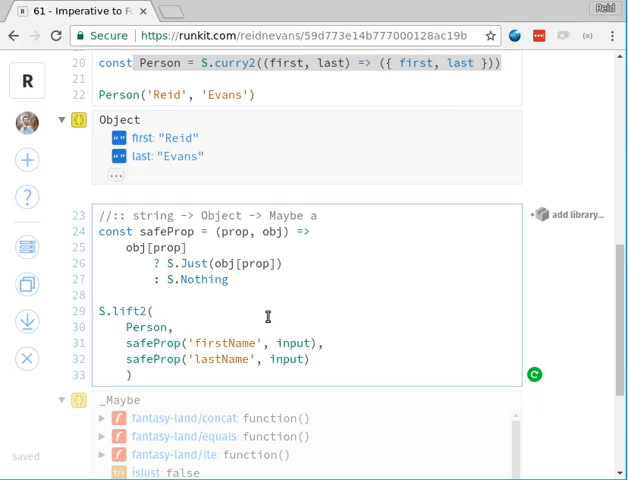 61 - Imperative to F
Reid
Secure
https://runkit.com/reidnevans/59d773e14b777000128ac19b
R
20 const Person = S.curry2((first, last) => ({ first, last }))
21
22 Person('Reid', 'Evans')
Object
first: "Reid"
last: "Evans"
...
23 //:: string -> Object -> Maybe a
24 const safeProp = (prop, obj) =>
25 obj[prop]
26 ? S.Just(obj[prop])
27 : S.Nothing
28
29 S.lift2(
30 Person,
31 safeProp('firstName', input),
32 safeProp('lastName', input)
33 )
add library...
_Maybe
f fantasy-land/concat: function()
f fantasy-land/equals: function()
f fantasy-land/lte: function()
isJust: false
saved